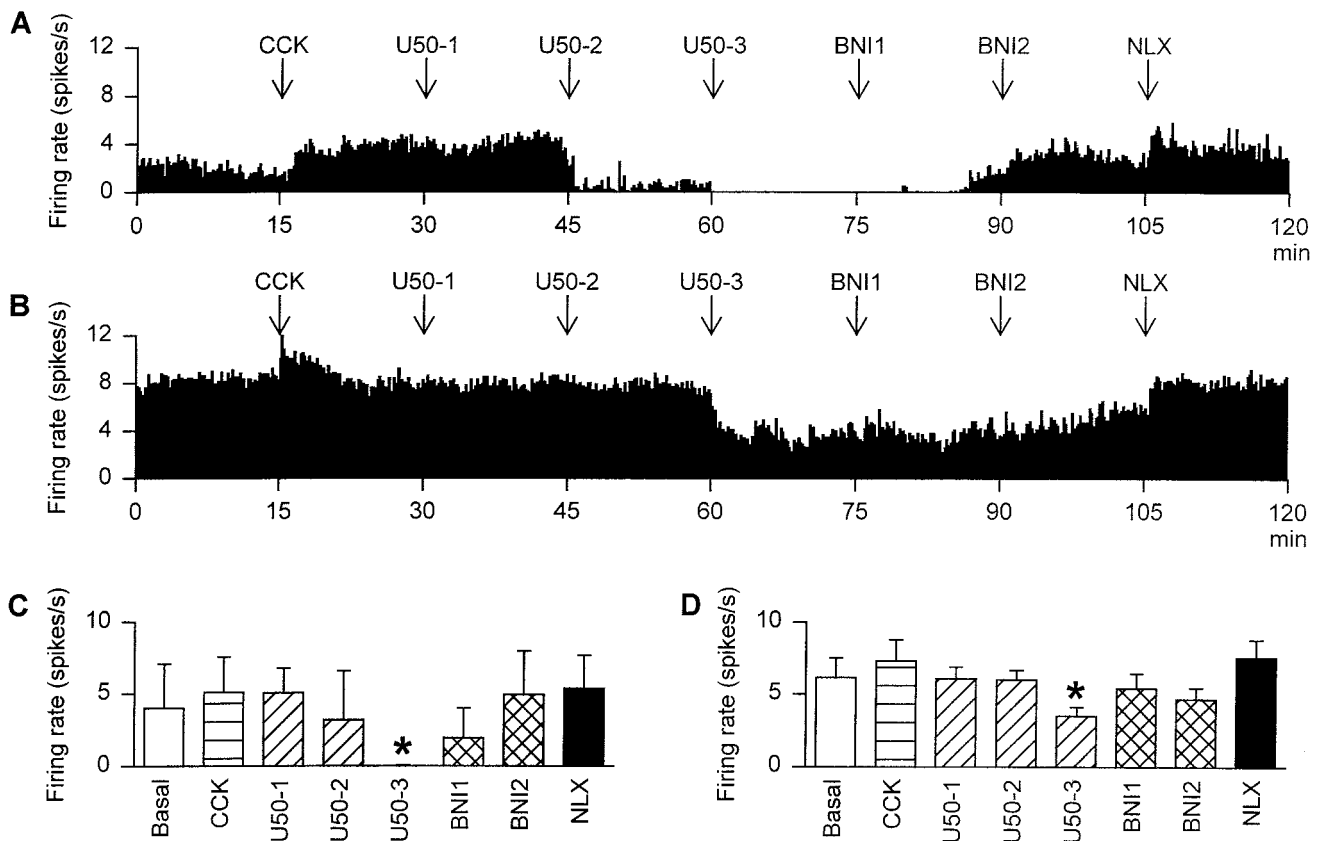 A
Firing rate (spikes/s)
12
8
4
0
CCK U50-1 U50-2 U50-3 BNI1 BNI2 NLX
0 15 30 45 60 75 90 105 120
min
B
Firing rate (spikes/s)
12
8
4
0
CCK U50-1 U50-2 U50-3 BNI1 BNI2 NLX
0 15 30 45 60 75 90 105 120
min
C
Firing rate (spikes/s)
10
5
0
*
Basal CCK U50-1 U50-2 U50-3 BNI1 BNI2 NLX
D
Firing rate (spikes/s)
10
5
0
*
Basal CCK U50-1 U50-2 U50-3 BNI1 BNI2 NLX